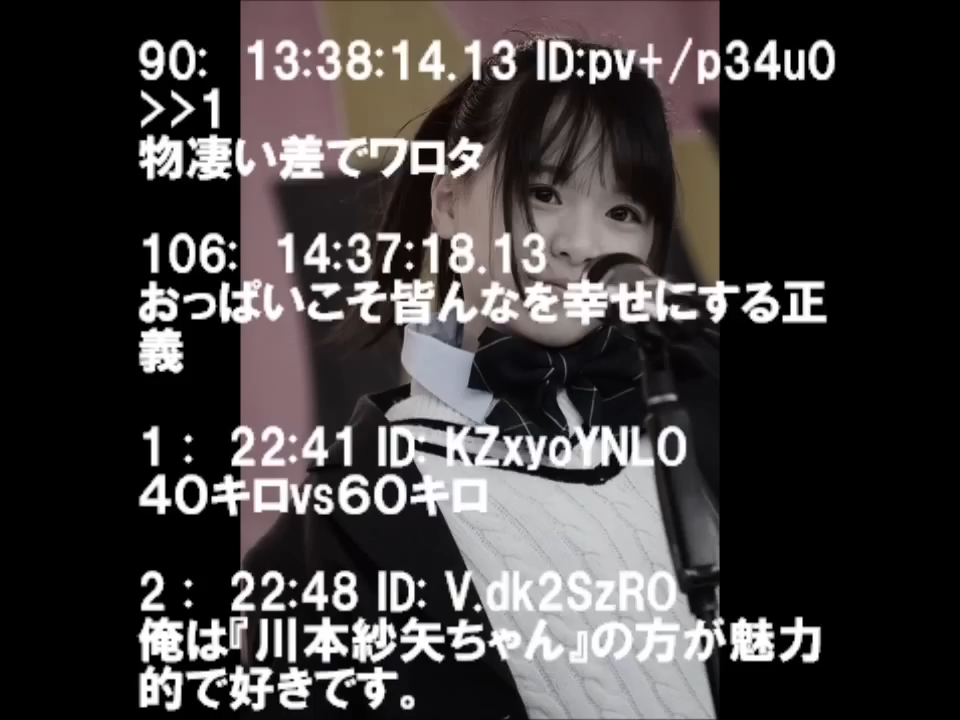 90: 13:38:14.13 ID:pv+/p34u0
>>1
物凄い差でワロタ
106: 14:37:18.13
おっぱいこそ皆んなを幸せにする正
義
1： 22:41 ID: KZxyoYNL0
４０キロvs６０キロ
2： 22:48 ID: V.dk2SzR0
俺は『川本紗矢ちゃん』の方が魅力
的で好きです。